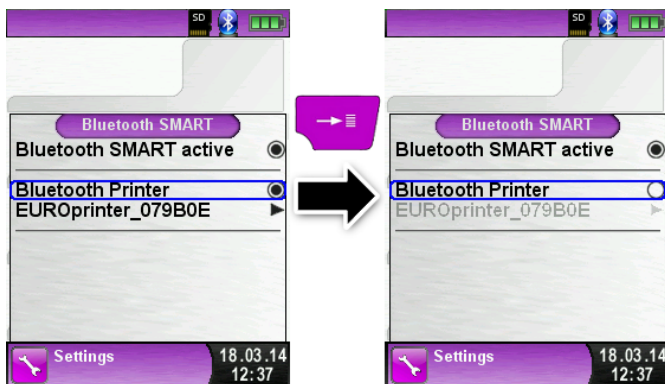 SD
Bluetooth SMART
Bluetooth SMART active
Bluetooth Printer
EUROprinter_079B0E
Settings
18.03.14
12:37
SD
Bluetooth SMART
Bluetooth SMART active
Bluetooth Printer
EUROprinter_079B0E
Settings
18.03.14
12:37